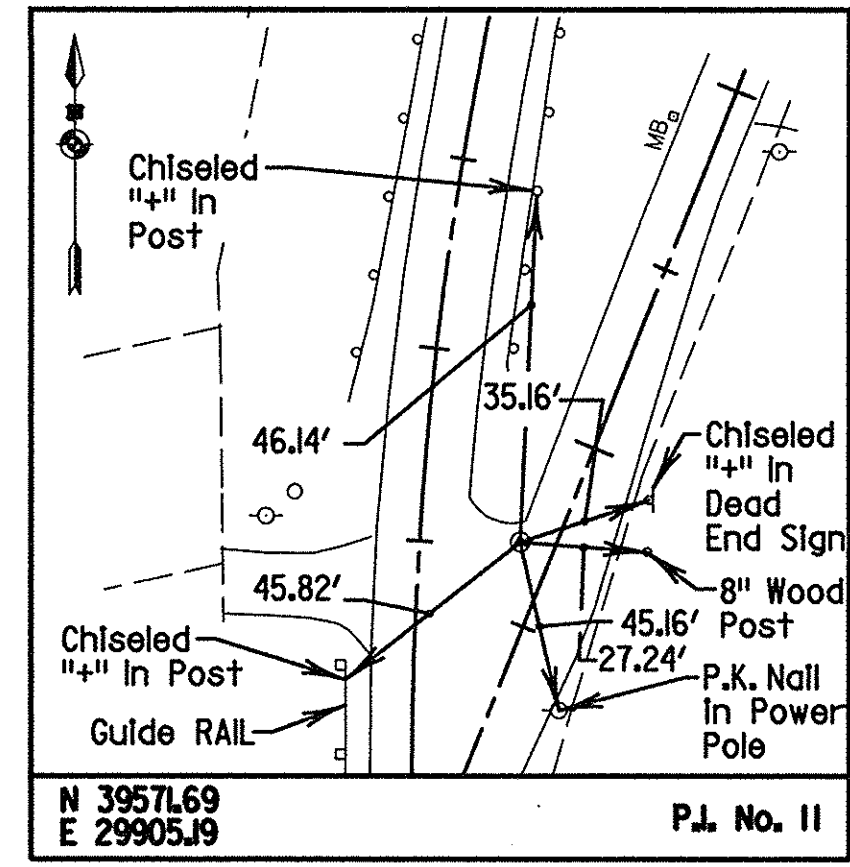 Chiseled
"+" In
Post
MB
35.16'
46.14'
Chiseled
"+" In
Dead
End Sign
45.82'
8" Wood
Post
45.16'
27.24'
Chiseled
"+" In Post
P.K. Nail
in Power
Pole
Guide RAIL
N 39571.69
E 29905.19
P.I. No. 11